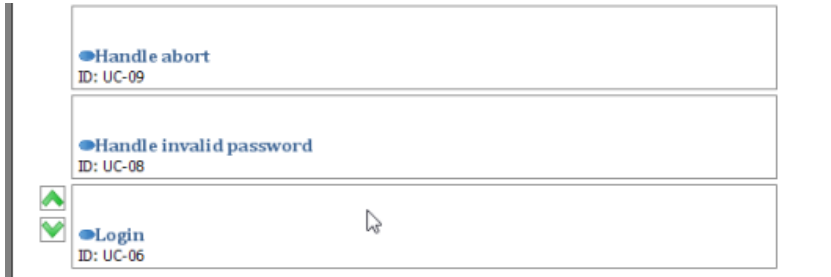 Handle abort
ID: UC-09
Handle invalid password
ID: UC-08
Login
ID: UC-06